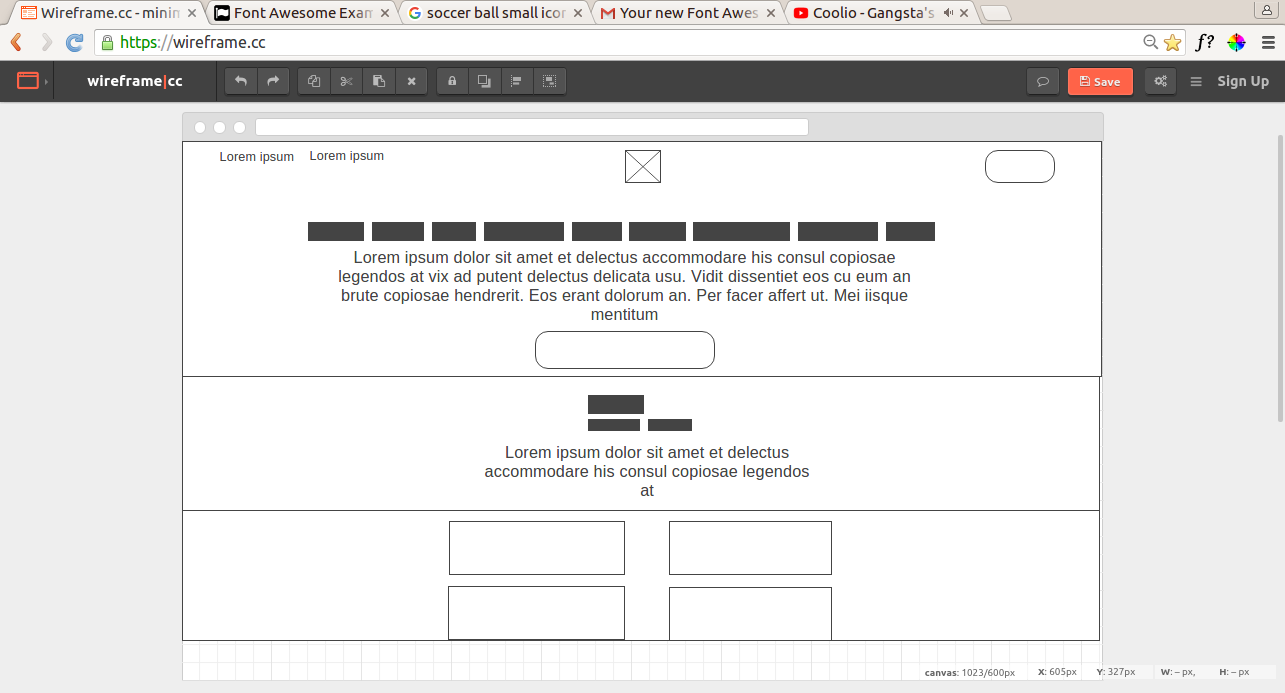 Wireframe.cc - minin
Font Awesome Exam
soccer ball small icon
Your new Font Awes
Coolio - Gangsta's
https://wireframe.cc
f?
wireframe|cc
Save
Sign Up
Lorem ipsum
Lorem ipsum
Lorem ipsum dolor sit amet et delectus accommodare his consul copiosae
legendos at vix ad putent delectus delicata usu. Vidit dissentiet eos cu eum an
brute copiosae hendrerit. Eos erant dolorum an. Per facer affert ut. Mei iisque
mentitum
Lorem ipsum dolor sit amet et delectus
accommodare his consul copiosae legendos
at
canvas: 1023/600px X: 605px Y: 327px W: – px, H: – px